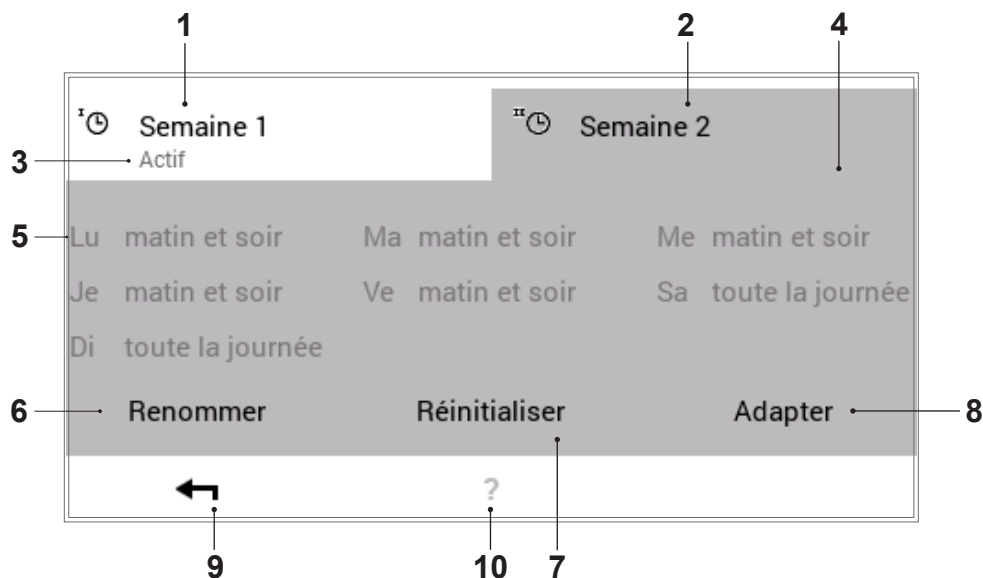 1 2 4
I Semaine 1 II Semaine 2
3 Actif
5 Lu matin et soir Ma matin et soir Me matin et soir
Je matin et soir Ve matin et soir Sa toute la journée
Di toute la journée
6 Renommer Réinitialiser Adapter 8
?
9 10 7